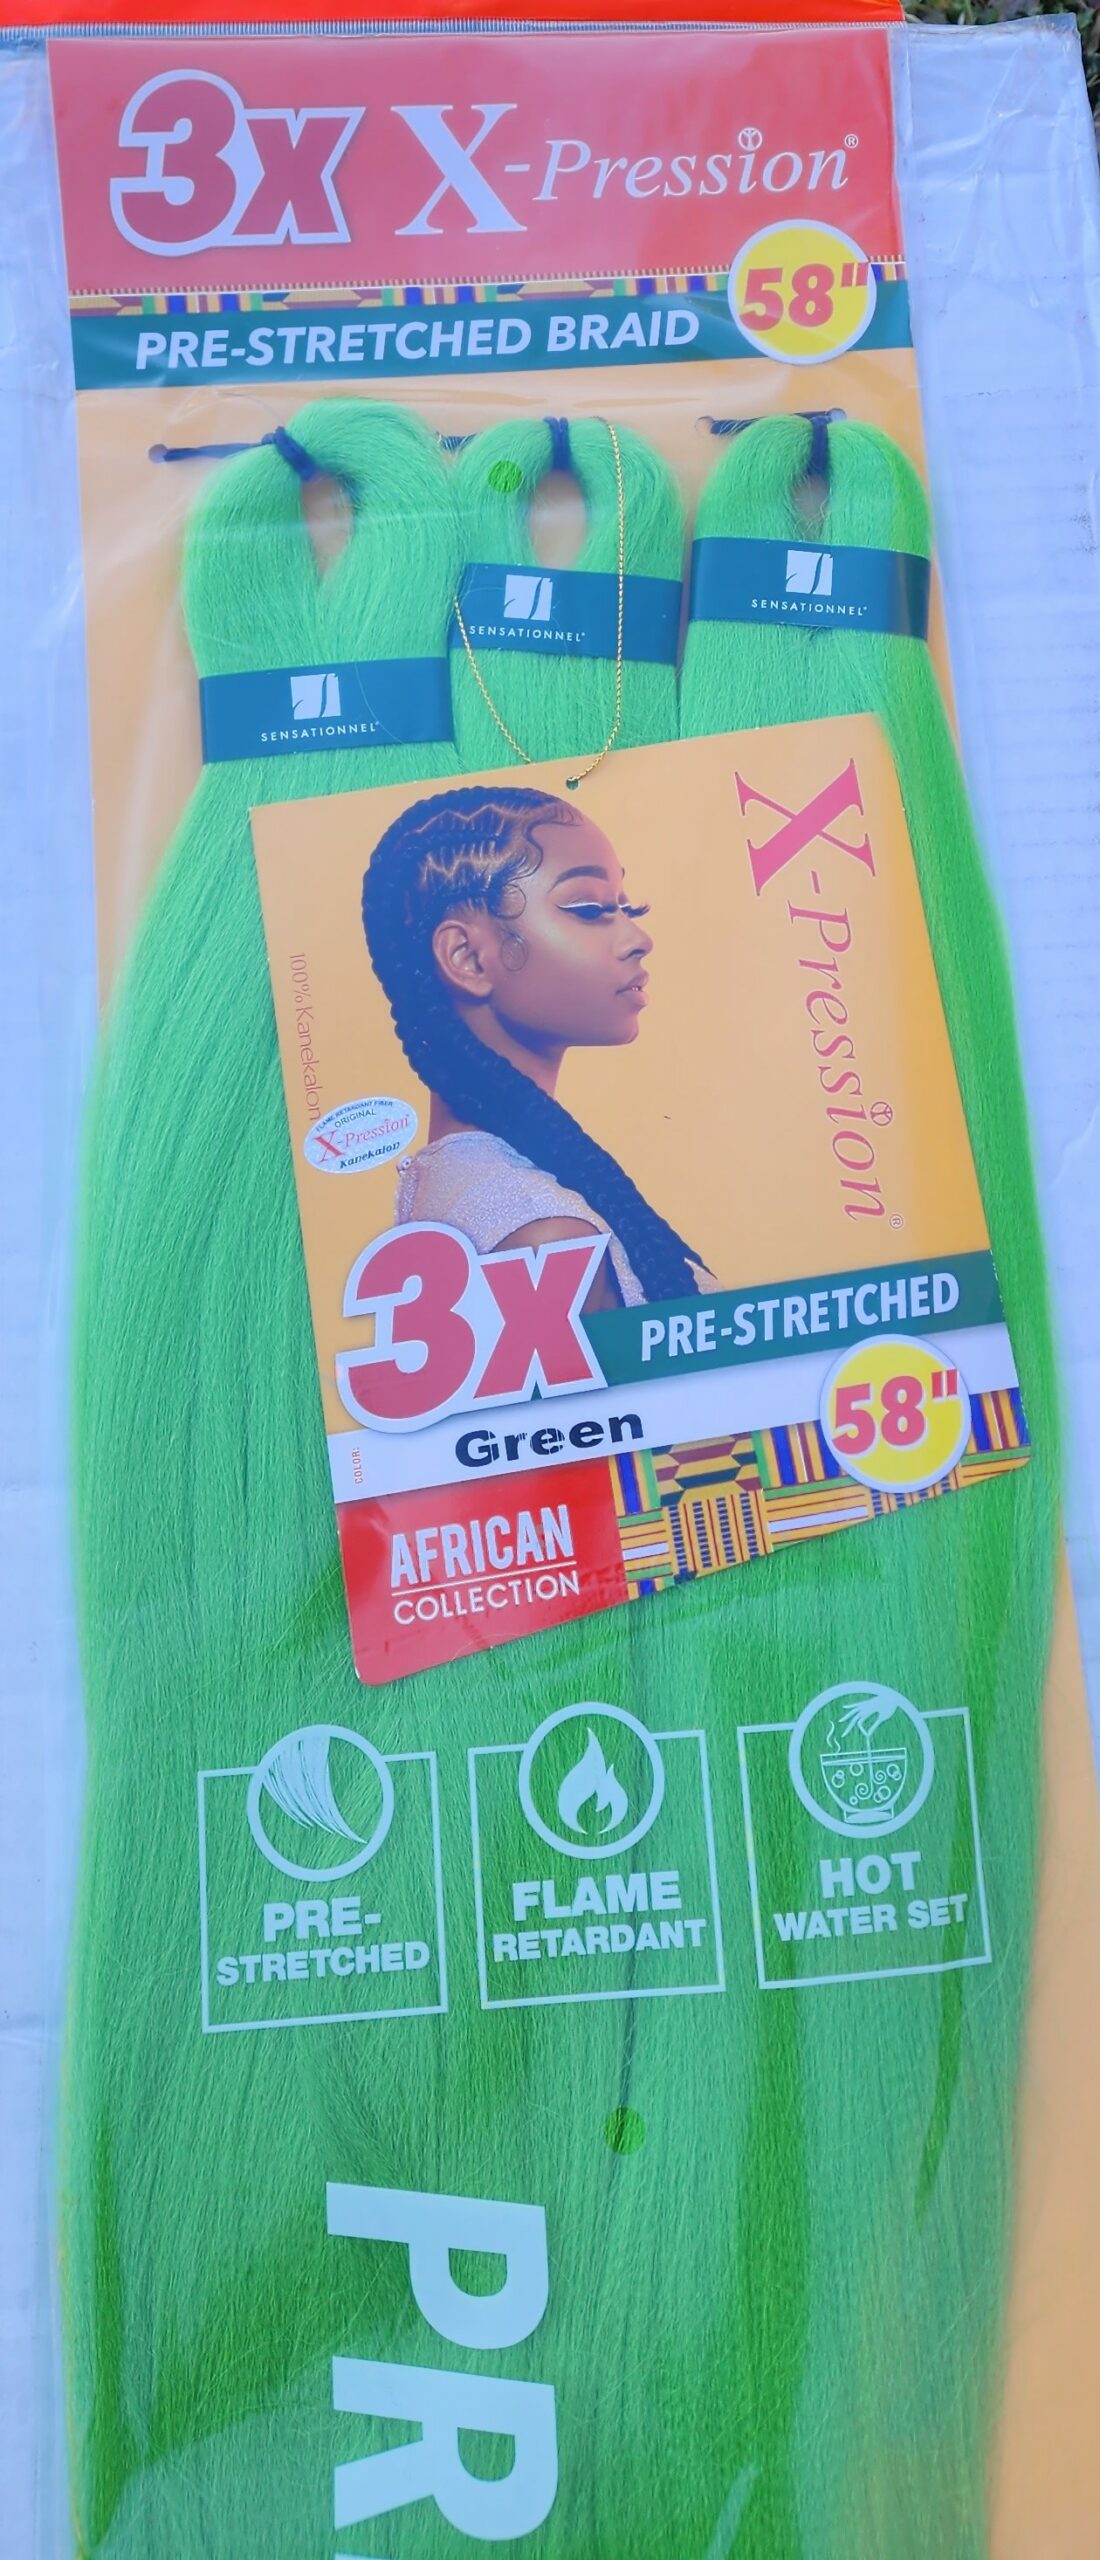 3X X-Pression®
58"
PRE-STRETCHED BRAID
SENSATIONNEL®
SENSATIONNEL®
SENSATIONNEL®
X-Pression®
100% Kanekalon
FLAME RETARDANT FIBER
ORIGINAL
X-Pression®
Kanekalon
3X
PRE-STRETCHED
58"
COLOR:
Green
AFRICAN
COLLECTION
PRE-
STRETCHED
FLAME
RETARDANT
HOT
WATER SET
PR